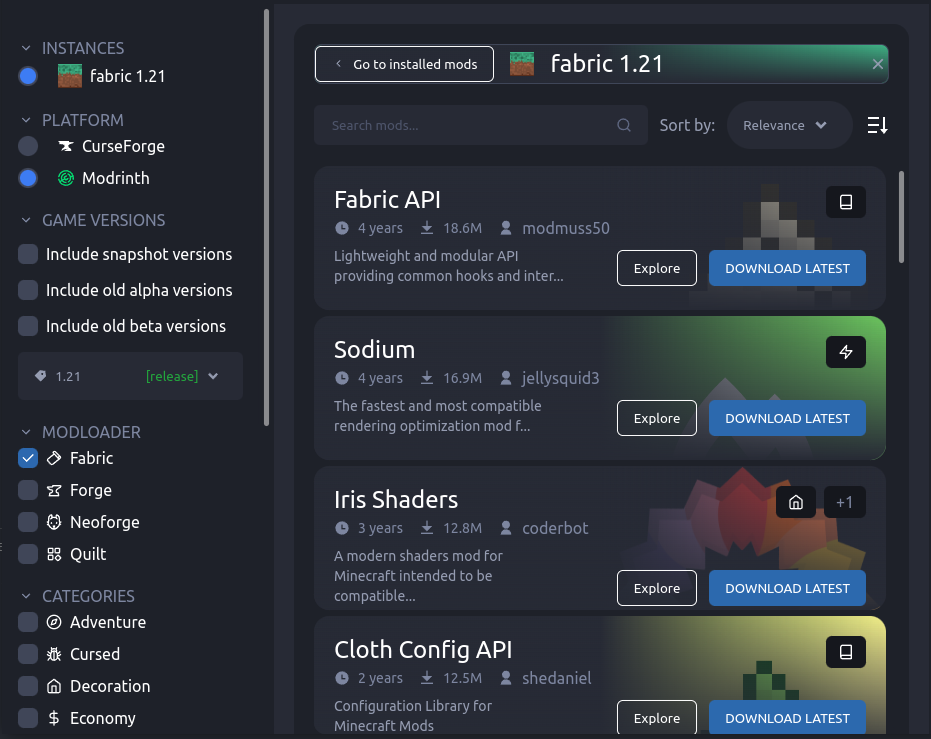 INSTANCES
fabric 1.21
PLATFORM
CurseForge
Modrinth
GAME VERSIONS
Include snapshot versions
Include old alpha versions
Include old beta versions
1.21 [release]
MODLOADER
Fabric
Forge
Neoforge
Quilt
CATEGORIES
Adventure
Cursed
Decoration
Economy
Go to installed mods
fabric 1.21
Search mods...
Sort by: Relevance
Fabric API
4 years 18.6M modmuss50
Lightweight and modular API
providing common hooks and inter...
Explore DOWNLOAD LATEST
Sodium
4 years 16.9M jellysquid3
The fastest and most compatible
rendering optimization mod f...
Explore DOWNLOAD LATEST
Iris Shaders
+1
3 years 12.8M coderbot
A modern shaders mod for
Minecraft intended to be
compatible...
Explore DOWNLOAD LATEST
Cloth Config API
2 years 12.5M shedaniel
Configuration Library for
Minecraft Mods
Explore DOWNLOAD LATEST